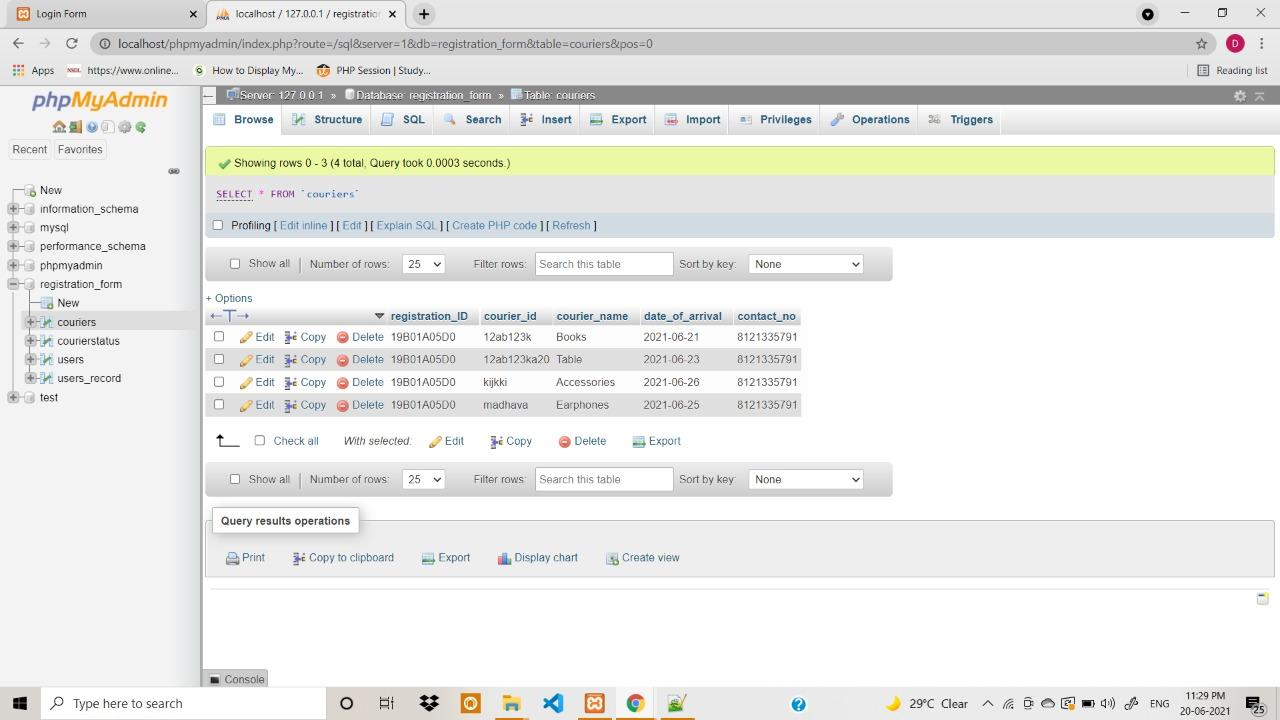 Login Form
localhost / 127.0.0.1 / registratio
localhost/phpmyadmin/index.php?route=/sql&server=1&db=registration_form&table=couriers&pos=0
D
Apps https://www.online... How to Display My... PHP Session | Study... Reading list
phpMyAdmin
Server: 127.0.0.1 » Database: registration_form » Table: couriers
Browse Structure SQL Search Insert Export Import Privileges Operations Triggers
Recent Favorites
New
information_schema
mysql
performance_schema
phpmyadmin
registration_form
New
couriers
courierstatus
users
users_record
test
Showing rows 0 - 3 (4 total, Query took 0.0003 seconds.)
SELECT * FROM `couriers`
Profiling [ Edit inline ] [ Edit ] [ Explain SQL ] [ Create PHP code ] [ Refresh ]
Show all Number of rows: 25 Filter rows: Search this table Sort by key: None
+ Options
registration_ID courier_id courier_name date_of_arrival contact_no
Edit Copy Delete 19B01A05D0 12ab123k Books 2021-06-21 8121335791
Edit Copy Delete 19B01A05D0 12ab123ka20 Table 2021-06-23 8121335791
Edit Copy Delete 19B01A05D0 kijkki Accessories 2021-06-26 8121335791
Edit Copy Delete 19B01A05D0 madhava Earphones 2021-06-25 8121335791
Check all With selected: Edit Copy Delete Export
Show all Number of rows: 25 Filter rows: Search this table Sort by key: None
Query results operations
Print Copy to clipboard Export Display chart Create view
Console
Type here to search
29°C Clear
ENG
11:29 PM
20-06-2021
25